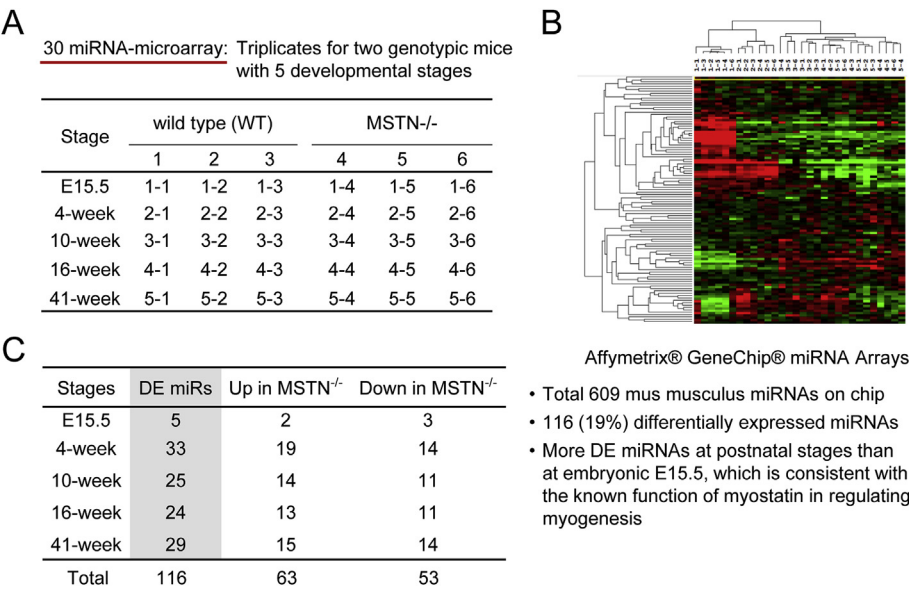 A
30 miRNA-microarray: Triplicates for two genotypic mice
with 5 developmental stages
Stage wild type (WT) MSTN-/-
1 2 3 4 5 6
E15.5 1-1 1-2 1-3 1-4 1-5 1-6
4-week 2-1 2-2 2-3 2-4 2-5 2-6
10-week 3-1 3-2 3-3 3-4 3-5 3-6
16-week 4-1 4-2 4-3 4-4 4-5 4-6
41-week 5-1 5-2 5-3 5-4 5-5 5-6
B
Affymetrix® GeneChip® miRNA Arrays
• Total 609 mus musculus miRNAs on chip
• 116 (19%) differentially expressed miRNAs
• More DE miRNAs at postnatal stages than
at embryonic E15.5, which is consistent with
the known function of myostatin in regulating
myogenesis
C
Stages DE miRs Up in MSTN-/- Down in MSTN-/-
E15.5 5 2 3
4-week 33 19 14
10-week 25 14 11
16-week 24 13 11
41-week 29 15 14
Total 116 63 53